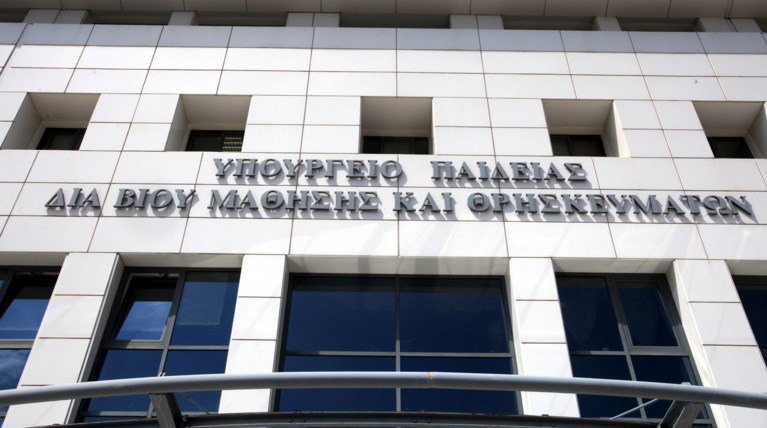 ΥΠΟΥΡΓΕΙΟ ΠΑΙΔΕΙΑΣ
ΔΙΑ ΒΙΟΥ ΜΑΘΗΣΗΣ ΚΑΙ ΘΡΗΣΚΕΥΜΑΤΩΝ